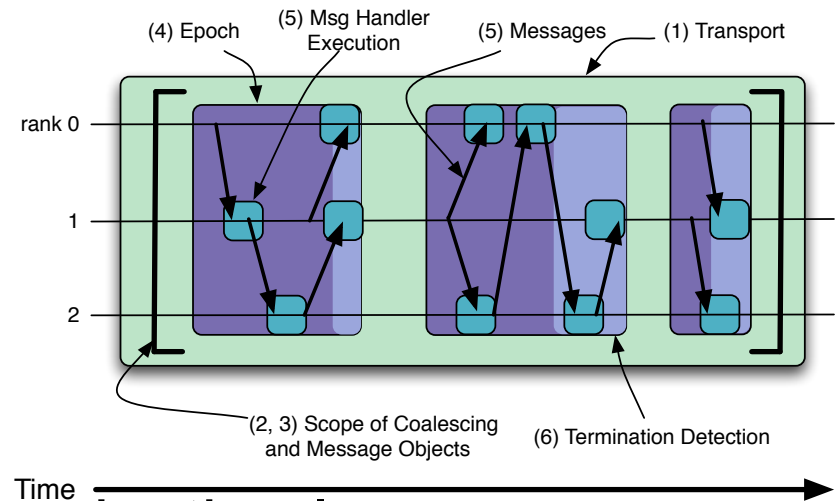 (4) Epoch
(5) Msg Handler
Execution
(5) Messages
(1) Transport
rank 0
1
2
(2, 3) Scope of Coalescing
and Message Objects
(6) Termination Detection
Time